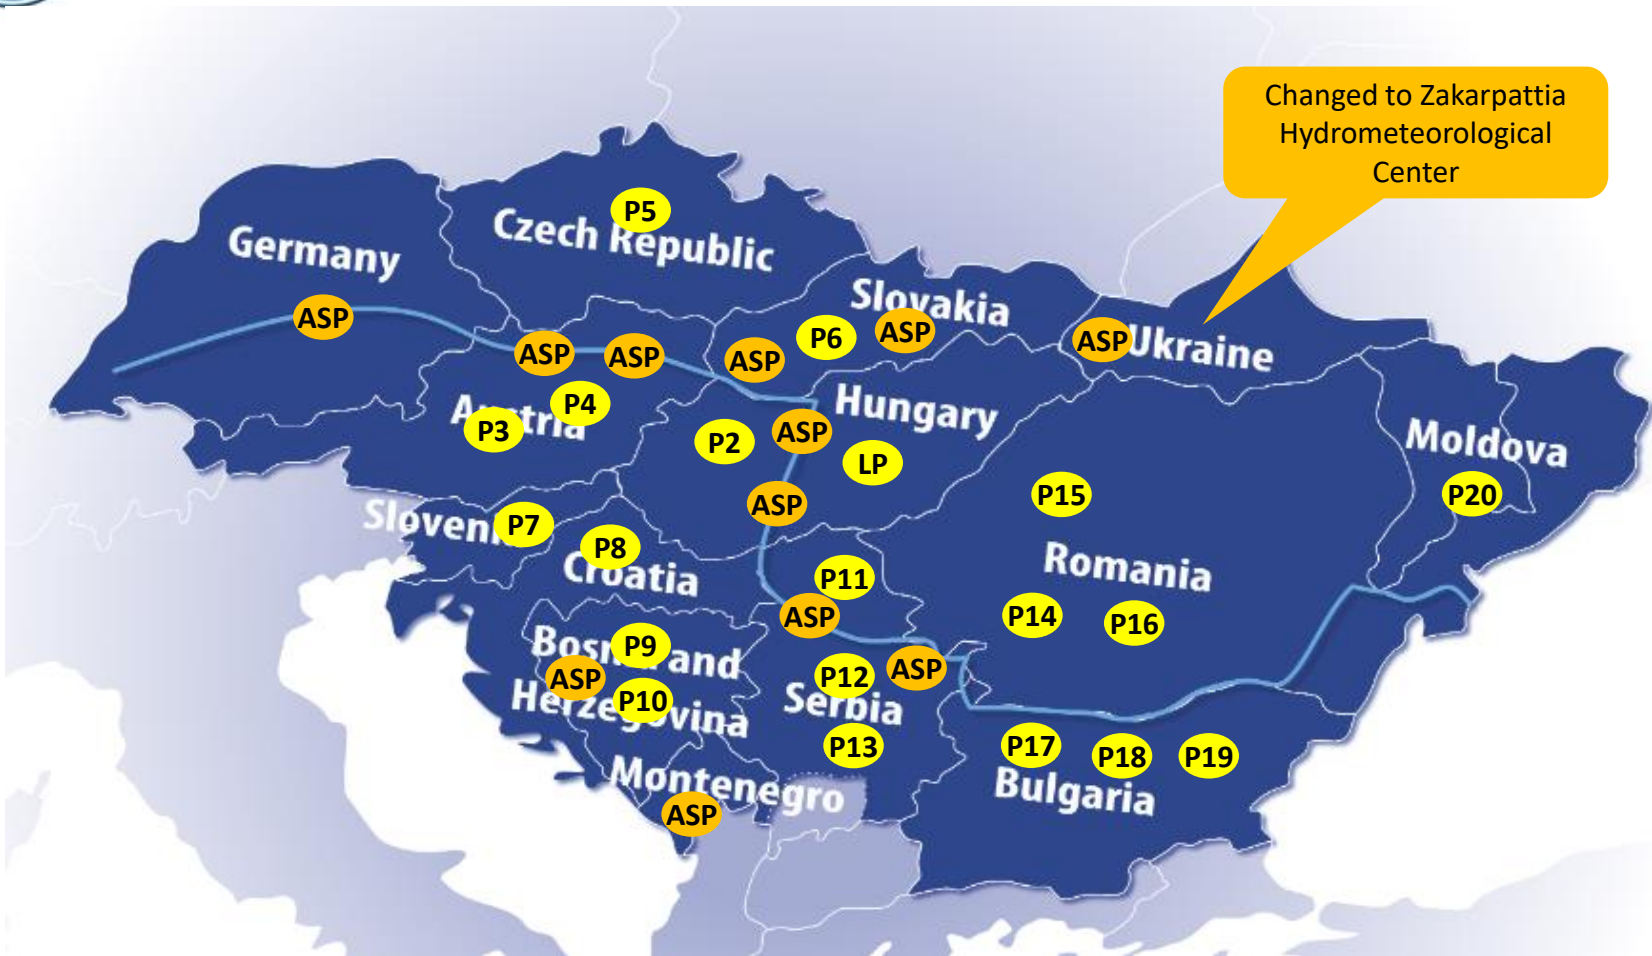 Changed to Zakarpattia
Hydrometeorological
Center
P5
Czech Republic
Germany
ASP
Slovakia
P6
ASP
ASP
Ukraine
ASP
ASP
ASP
P4
Austria
P3
Hungary
P2
ASP
LP
ASP
Moldova
P20
P15
Slovenia
P7
P8
Croatia
P11
Romania
ASP
P14
P16
Bosnia and
P9
ASP
Herzegovina
P10
P12
ASP
Serbia
P13
P17
P18
P19
Bulgaria
Montenegro
ASP